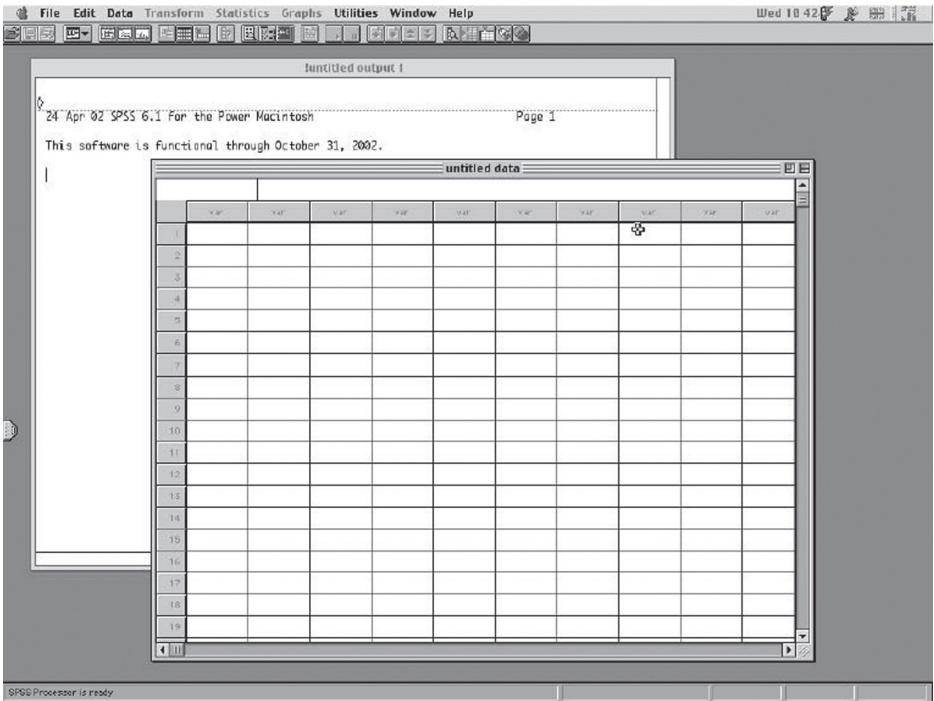 File Edit Data Transform Statistics Graphs Utilities Window Help Wed 10 42
!untitled output 1
24 Apr 02 SPSS 6.1 for the Power Macintosh Page 1
This software is functional through October 31, 2002.
untitled data
var var var var var var var var var var
1
2
3
4
5
6
7
8
9
10
11
12
13
14
15
16
17
18
19
SPSS Processor is ready